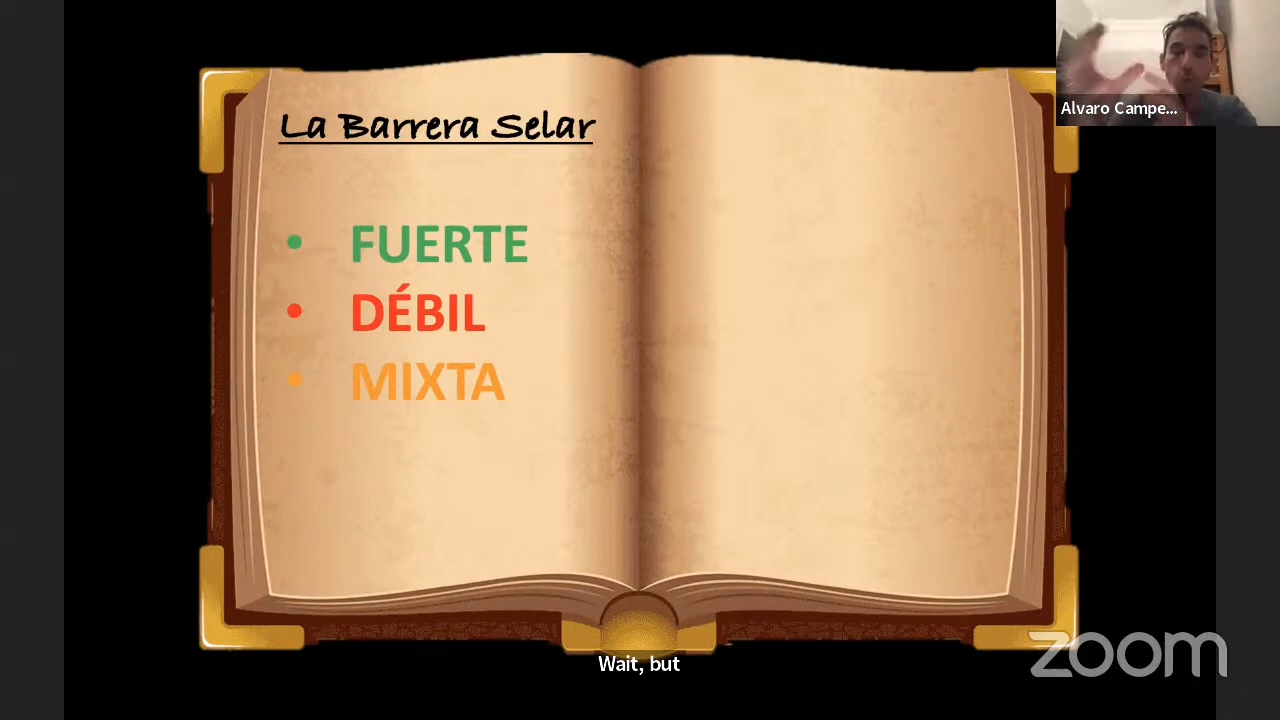 La Barrera Selar
• FUERTE
• DÉBIL
• MIXTA
Alvaro Campe...
Wait, but
zoom